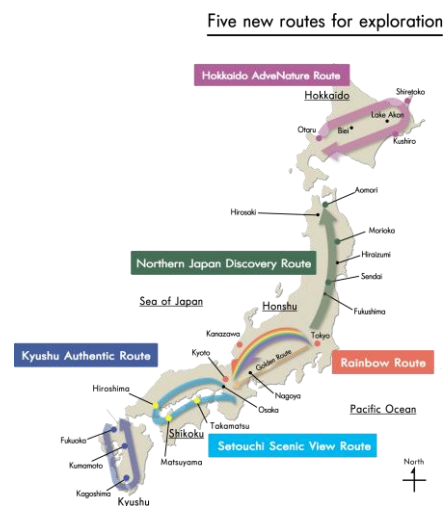 Five new routes for exploration
Hokkaido AdveNature Route
Hokkaido
Shiretoko
Lake Akan
Biei
Otaru
Kushiro
Aomori
Hirosaki
Morioka
Hiraizumi
Northern Japan Discovery Route
Sendai
Sea of Japan
Honshu
Fukushima
Kanazawa
Tokyo
Kyushu Authentic Route
Kyoto
Golden Route
Rainbow Route
Hiroshima
Nagoya
Osaka
Pacific Ocean
Takamatsu
Fukuoka
Shikoku
Setouchi Scenic View Route
Matsuyama
Kumamoto
North
Kagoshima
Kyushu